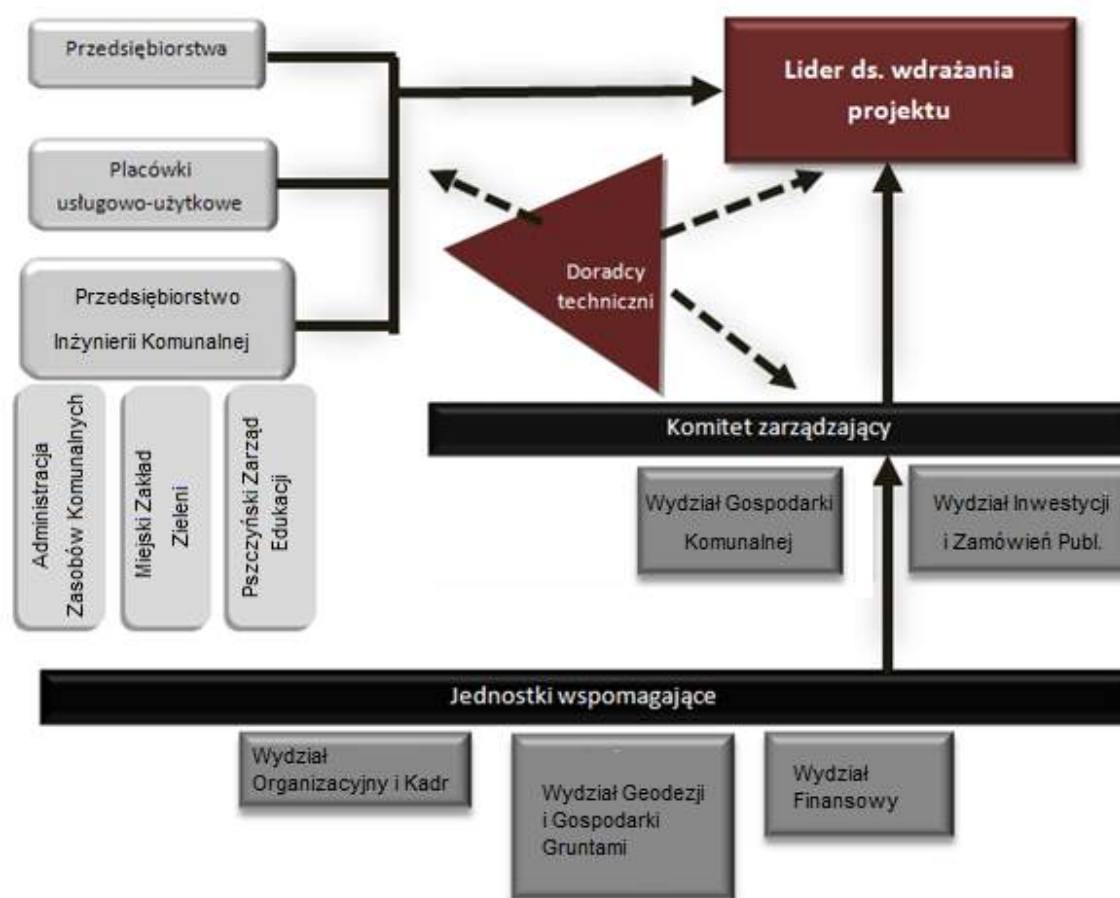 Przedsiębiorstwa
Lider ds. wdrażania
projektu
Placówki
usługowo-użytkowe
Doradcy
techniczni
Przedsiębiorstwo
Inżynierii Komunalnej
Administracja
Zasobów Komunalnych
Miejski Zakład
Zieleni
Pszczyński Zarząd
Edukacji
Komitet zarządzający
Wydział Gospodarki
Komunalnej
Wydział Inwestycji
i Zamówień Publ.
Jednostki wspomagające
Wydział
Organizacyjny i Kadr
Wydział Geodezji
i Gospodarki
Gruntami
Wydział
Finansowy